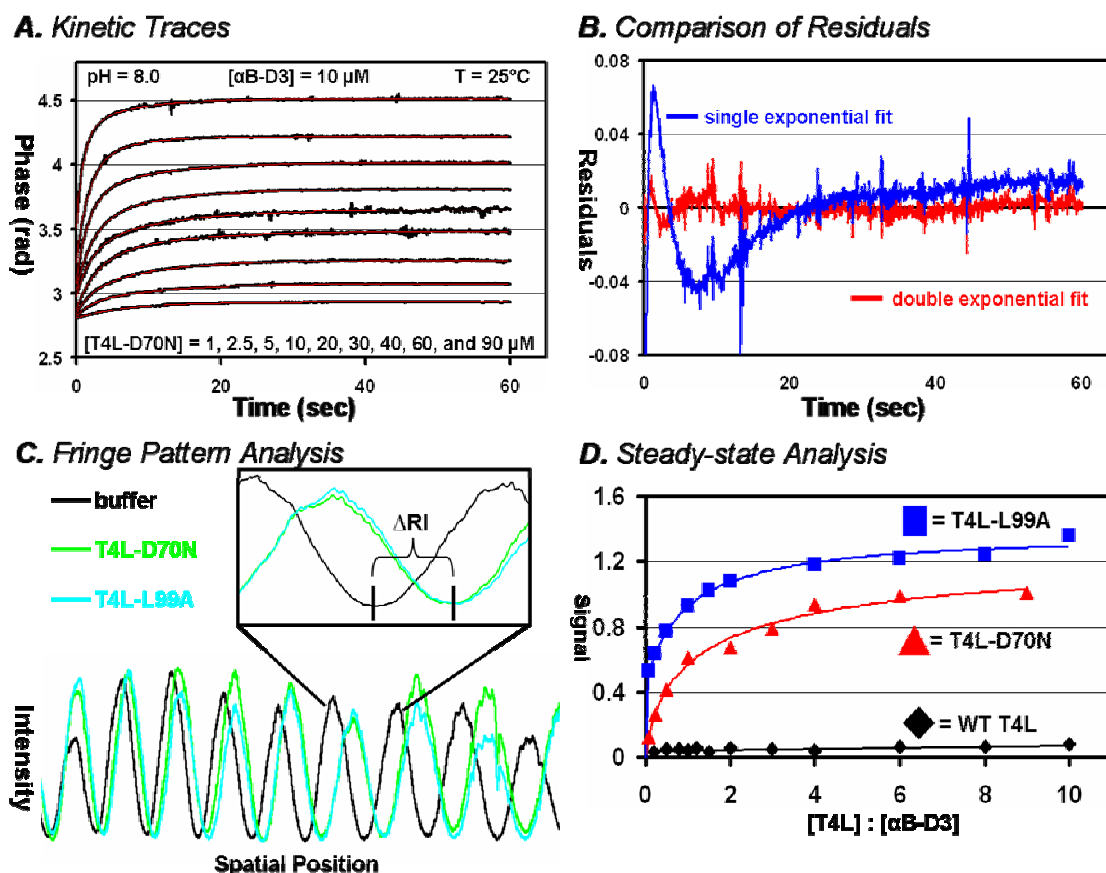 A. Kinetic Traces
pH = 8.0 [αB-D3] = 10 µM T = 25°C
4.5
4
3.5
3
2.5
Phase (rad)
[T4L-D70N] = 1, 2.5, 5, 10, 20, 30, 40, 60, and 90 µM
0 20 40 60
Time (sec)
B. Comparison of Residuals
0.08
0.04
0
-0.04
-0.08
Residuals
single exponential fit
double exponential fit
0 20 40 60
Time (sec)
C. Fringe Pattern Analysis
buffer
T4L-D70N
T4L-L99A
ΔRI
Intensity
Spatial Position
D. Steady-state Analysis
1.6
1.2
0.8
0.4
0
Signal
= T4L-L99A
= T4L-D70N
= WT T4L
0 2 4 6 8 10
[T4L] : [αB-D3]